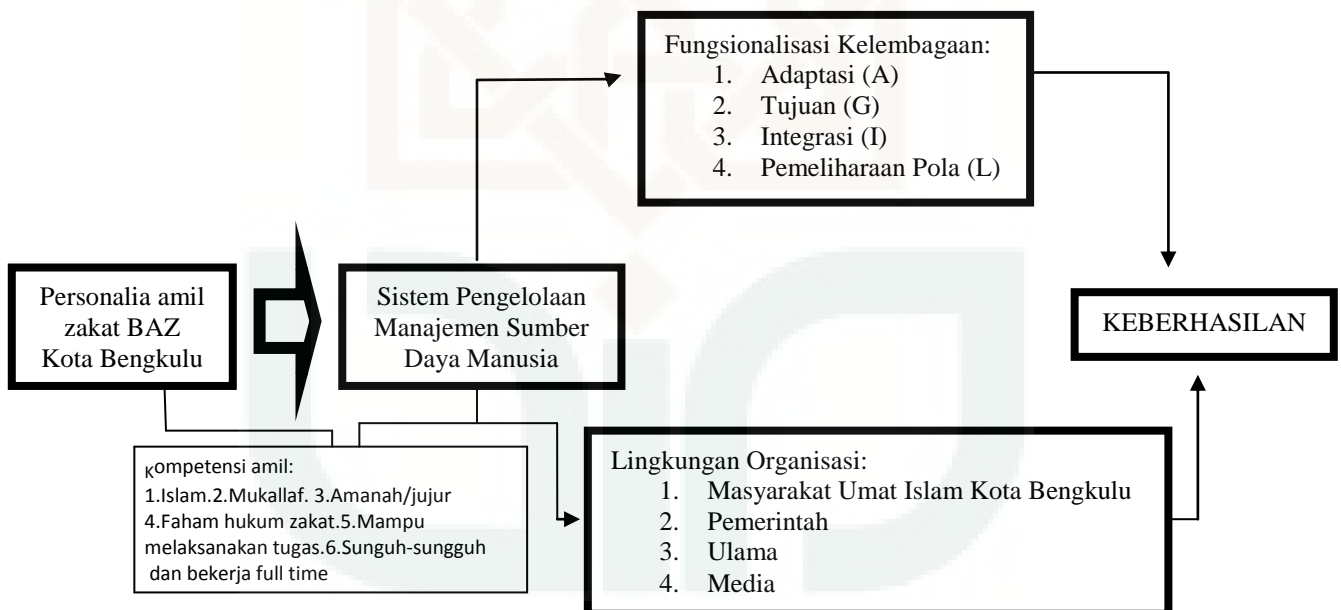 Fungsionalisasi Kelembagaan:
1. Adaptasi (A)
2. Tujuan (G)
3. Integrasi (I)
4. Pemeliharaan Pola (L)
Personalia amil
zakat BAZ
Kota Bengkulu
Sistem Pengelolaan
Manajemen Sumber
Daya Manusia
KEBERHASILAN
Kompetensi amil:
1.Islam.2.Mukallaf. 3.Amanah/jujur
4.Faham hukum zakat.5.Mampu
melaksanakan tugas.6.Sunguh-sungguh
dan bekerja full time
Lingkungan Organisasi:
1. Masyarakat Umat Islam Kota Bengkulu
2. Pemerintah
3. Ulama
4. Media